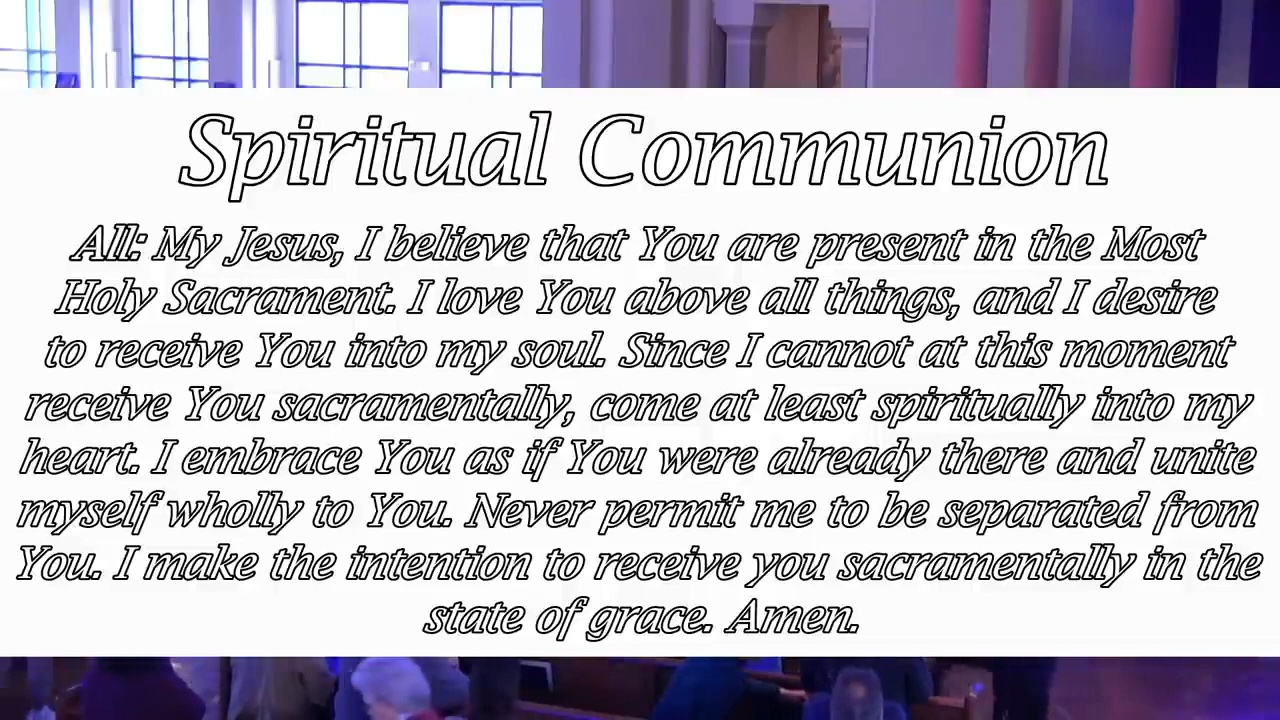 Spiritual Communion
All: My Jesus, I believe that You are present in the Most
Holy Sacrament. I love You above all things, and I desire
to receive You into my soul. Since I cannot at this moment
receive You sacramentally, come at least spiritually into my
heart. I embrace You as if You were already there and unite
myself wholly to You. Never permit me to be separated from
You. I make the intention to receive you sacramentally in the
state of grace. Amen.